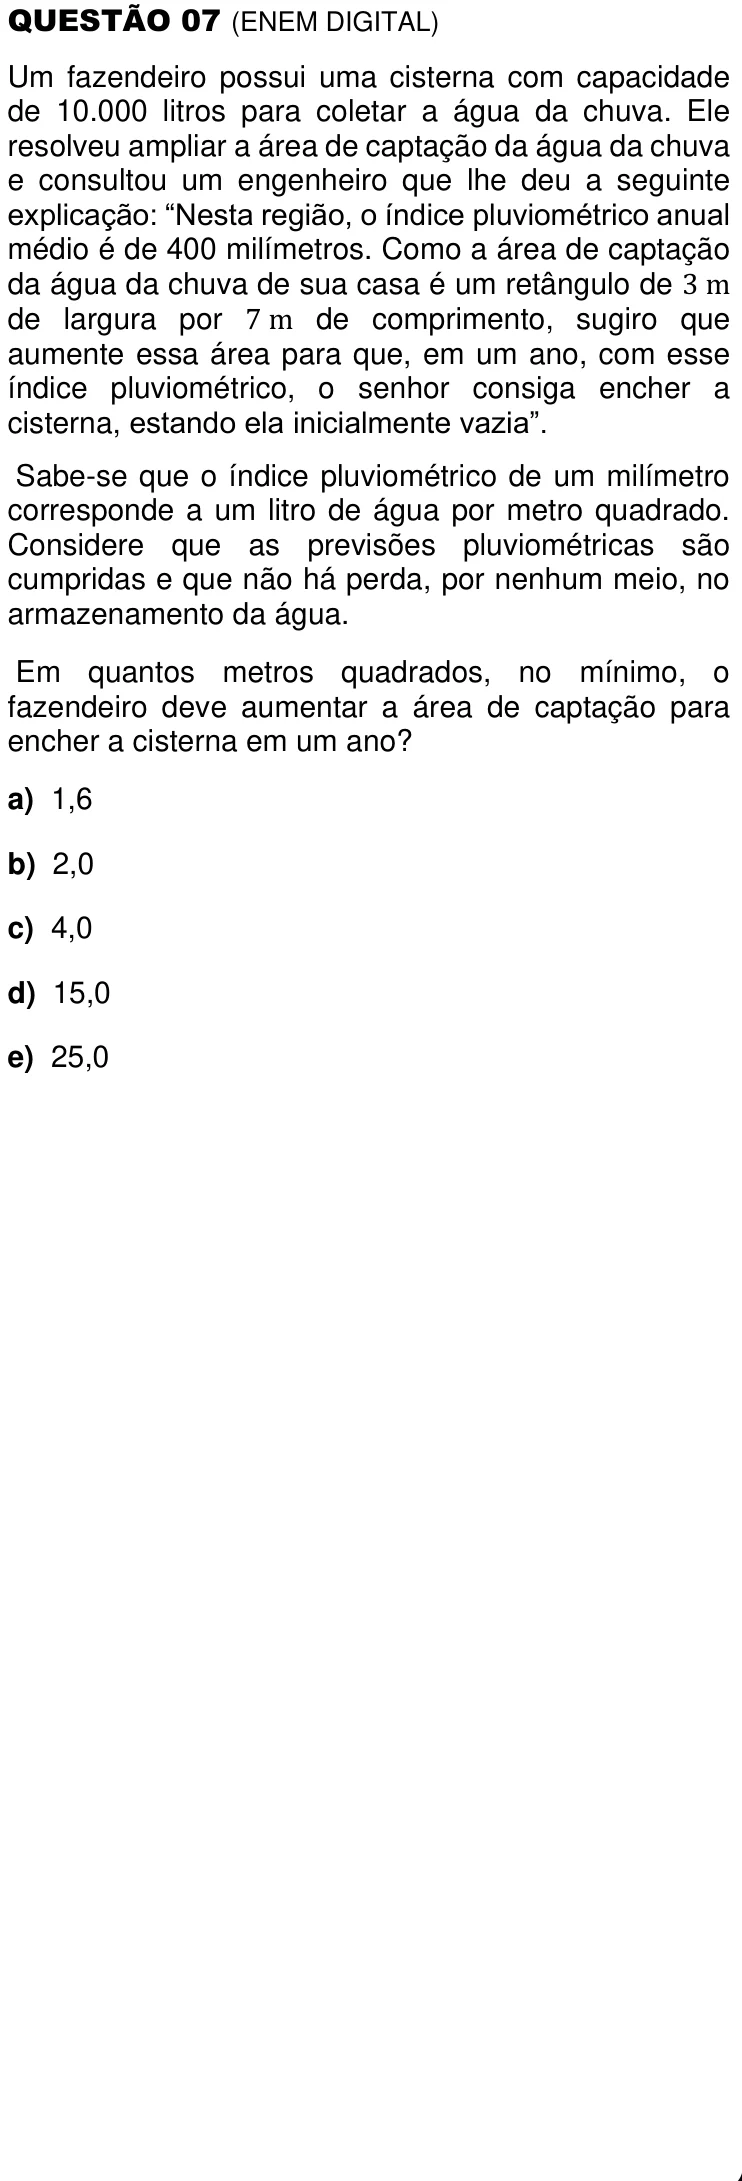 QUESTÃO 07 (ENEM DIGITAL)
Um fazendeiro possui uma cisterna com capacidade
de 10.000 litros para coletar a água da chuva. Ele
resolveu ampliar a área de captação da água da chuva
e consultou um engenheiro que lhe deu a seguinte
explicação: “Nesta região, o índice pluviométrico anual
médio é de 400 milímetros. Como a área de captação
da água da chuva de sua casa é um retângulo de 3 m
de largura por 7 m de comprimento, sugiro que
aumente essa área para que, em um ano, com esse
índice pluviométrico, o senhor consiga encher a
cisterna, estando ela inicialmente vazia”.
Sabe-se que o índice pluviométrico de um milímetro
corresponde a um litro de água por metro quadrado.
Considere que as previsões pluviométricas são
cumpridas e que não há perda, por nenhum meio, no
armazenamento da água.
Em quantos metros quadrados, no mínimo, o
fazendeiro deve aumentar a área de captação para
encher a cisterna em um ano?
a) 1,6
b) 2,0
c) 4,0
d) 15,0
e) 25,0